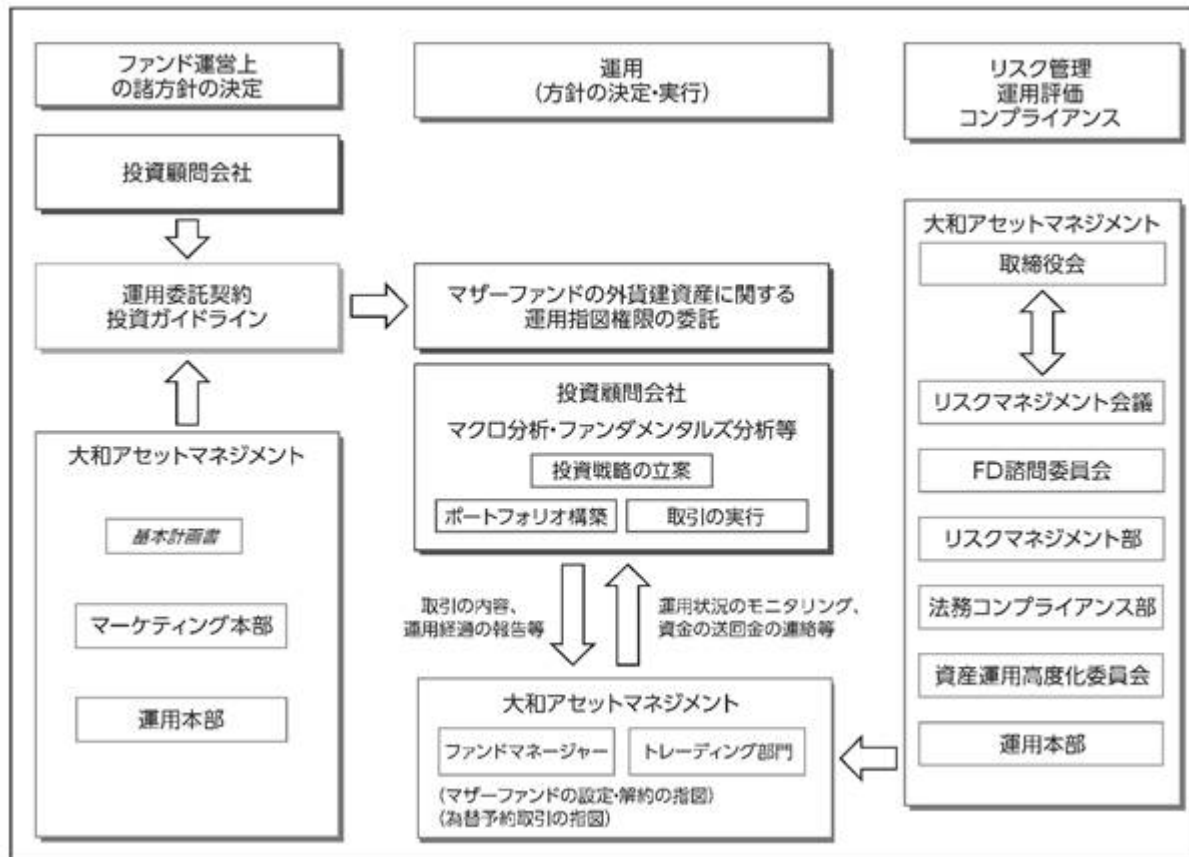 ファンド運営上
の諸方針の決定
投資顧問会社
運用委託契約
投資ガイドライン
大和アセットマネジメント
基本計画書
マーケティング本部
運用本部
運用
(方針の決定・実行)
マザーファンドの外貨建資産に関する
運用指図権限の委託
投資顧問会社
マクロ分析・ファンダメンタルズ分析等
投資戦略の立案
ポートフォリオ構築
取引の実行
取引の内容、
運用経過の報告等
運用状況のモニタリング、
資金の送回金の連絡等
大和アセットマネジメント
ファンドマネージャー
トレーディング部門
(マザーファンドの設定・解約の指図)
(為替予約取引の指図)
リスク管理
運用評価
コンプライアンス
大和アセットマネジメント
取締役会
リスクマネジメント会議
FD諮問委員会
リスクマネジメント部
法務コンプライアンス部
資産運用高度化委員会
運用本部